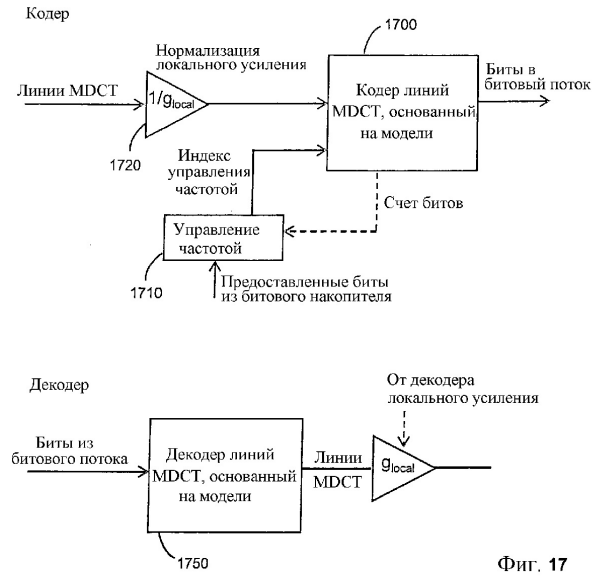 Кодер
1700
Нормализация
локального усиления
Линии MDCT
1/glocal
1720
Кодер линий
MDCT, основанный
на модели
Биты в
битовый поток
Индекс
управления
частотой
Счет битов
Управление
частотой
1710
Предоставленные биты
из битового накопителя
Декодер
От декодера
локального усиления
Биты из
битового потока
Декодер линий
MDCT, основанный
на модели
Линии
MDCT
glocal
1750
Фиг. 17